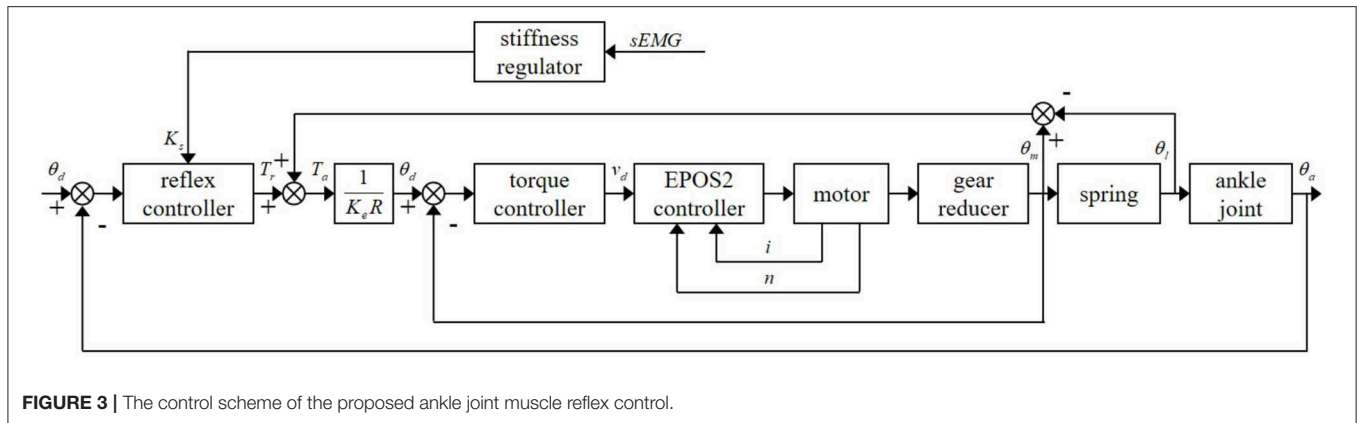 stiffness
regulator
sEMG
-
K_s
θ_m
+
θ_l
θ_d
+
-
reflex
controller
T_r
+
+
T_a
1
K_e R
θ_d
+
-
torque
controller
v_d
EPOS2
controller
motor
gear
reducer
spring
ankle
joint
θ_a
i
n
FIGURE 3 | The control scheme of the proposed ankle joint muscle reflex control.